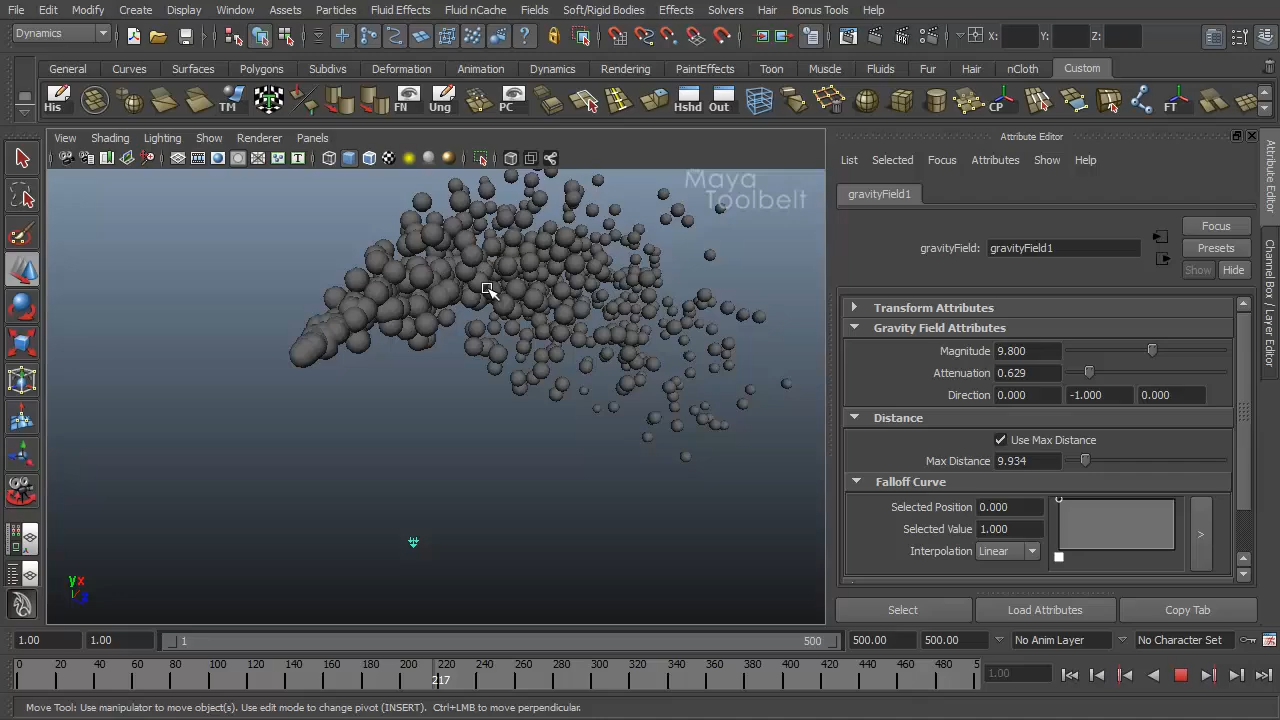 File Edit Modify Create Display Window Assets Particles Fluid Effects Fluid nCache Fields Soft/Rigid Bodies Effects Solvers Hair Bonus Tools Help
Dynamics X: Y: Z:
General Curves Surfaces Polygons Subdivs Deformation Animation Dynamics Rendering PaintEffects Toon Muscle Fluids Fur Hair nCloth Custom
His TM FN Ung PC Hshd Out CP FT
View Shading Lighting Show Renderer Panels
Attribute Editor
List Selected Focus Attributes Show Help
Maya
Toolbelt
gravityField1
Focus
gravityField: gravityField1 Presets
Show Hide
Transform Attributes
Gravity Field Attributes
Magnitude 9.800
Attenuation 0.629
Direction 0.000 -1.000 0.000
Distance
Use Max Distance
Max Distance 9.934
Falloff Curve
Selected Position 0.000
Selected Value 1.000
Interpolation Linear >
Select Load Attributes Copy Tab
Attribute Editor
Channel Box / Layer Editor
y x
z
1.00 1.00 1 500 500.00 500.00 No Anim Layer No Character Set
0 20 40 60 80 100 120 140 160 180 200 220 240 260 280 300 320 340 360 380 400 420 440 460 480 5
217 1.00
Move Tool: Use manipulator to move object(s). Use edit mode to change pivot (INSERT). Ctrl+LMB to move perpendicular.